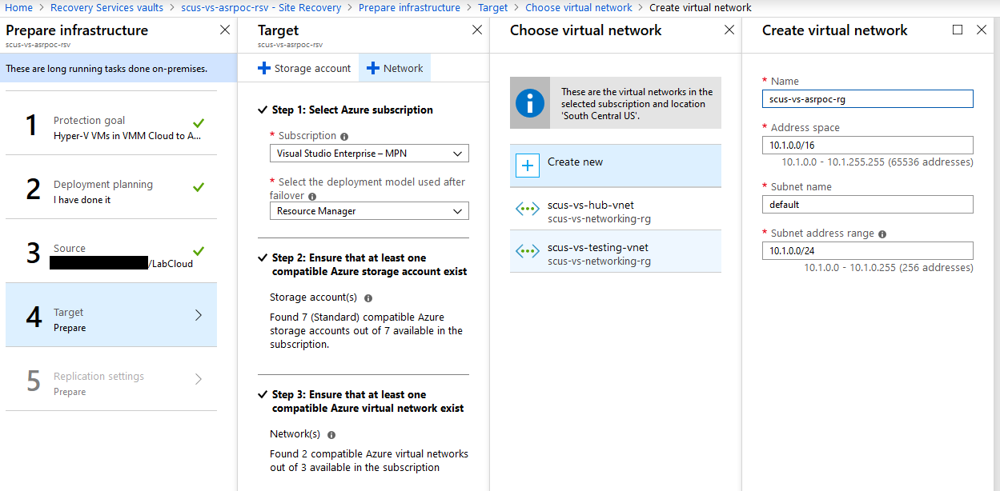 Home > Recovery Services vaults > scus-vs-asrpoc-rsv - Site Recovery > Prepare infrastructure > Target > Choose virtual network > Create virtual network
Prepare infrastructure
scus-vs-asrpoc-rsv
These are long running tasks done on-premises.
1
Protection goal
Hyper-V VMs in VMM Cloud to A...
2
Deployment planning
I have done it
3
Source
/LabCloud
4
Target
Prepare
5
Replication settings
Prepare
Target
scus-vs-asrpoc-rsv
Storage account
Network
Step 1: Select Azure subscription
* Subscription
Visual Studio Enterprise – MPN
* Select the deployment model used after
failover
Resource Manager
Step 2: Ensure that at least one
compatible Azure storage account exist
Storage account(s)
Found 7 (Standard) compatible Azure
storage accounts out of 7 available in the
subscription.
Step 3: Ensure that at least one
compatible Azure virtual network exist
Network(s)
Found 2 compatible Azure virtual networks
out of 3 available in the subscription
Choose virtual network
These are the virtual networks in the
selected subscription and location
'South Central US'.
Create new
scus-vs-hub-vnet
scus-vs-networking-rg
scus-vs-testing-vnet
scus-vs-networking-rg
Create virtual network
* Name
scus-vs-asrpoc-rg
* Address space
10.1.0.0/16
10.1.0.0 - 10.1.255.255 (65536 addresses)
* Subnet name
default
* Subnet address range
10.1.0.0/24
10.1.0.0 - 10.1.0.255 (256 addresses)